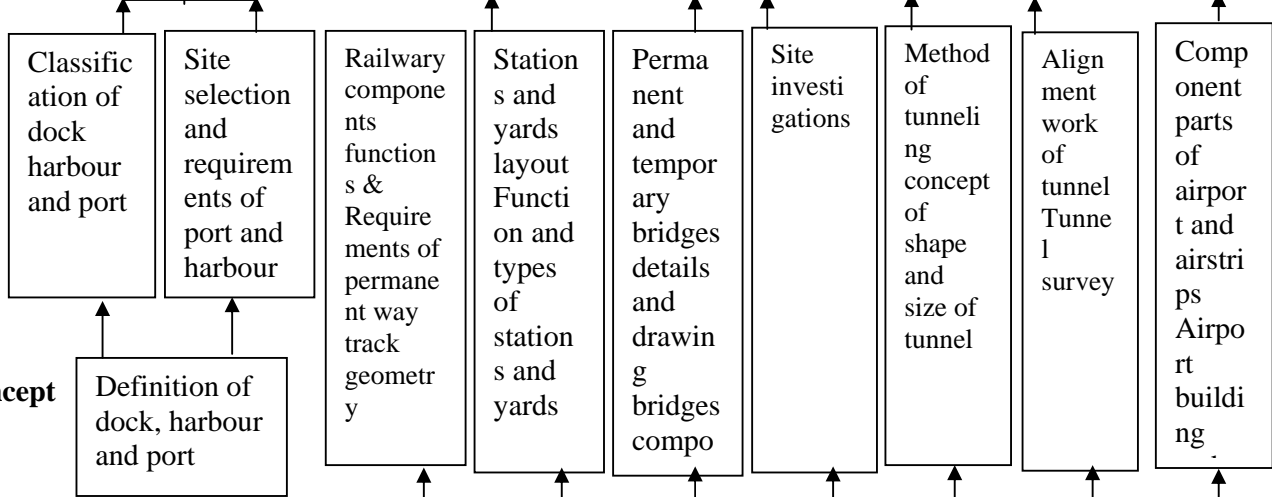 Classific
ation of
dock
harbour
and port
Site
selection
and
requirem
ents of
port and
harbour
Railwary
compone
nts
function
s &
Require
ments of
permane
nt way
track
geometr
y
Station
s and
yards
layout
Functi
on and
types
of
station
s and
yards
Perma
nent
and
tempor
ary
bridges
details
and
drawin
g
bridges
compo
Site
investi
gations
Method
of
tunneli
ng
concept
of
shape
and
size of
tunnel
Align
ment
work
of
tunnel
Tunne
l
survey
Comp
onent
parts
of
airpor
t and
airstri
ps
Airpo
rt
buildi
ng
ncept
Definition of
dock, harbour
and port